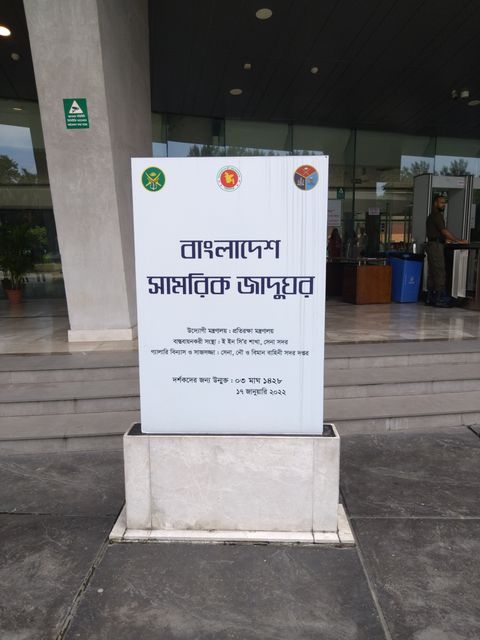 বাংলাদেশ
সামরিক জাদুঘর
উদ্যোগী মন্ত্রণালয় : প্রতিরক্ষা মন্ত্রণালয়
বাস্তবায়নকারী সংস্থা : ই ইন সি'র শাখা, সেনা সদর
গ্যালারি বিন্যাস ও সাজসজ্জা : সেনা, নৌ ও বিমান বাহিনী সদর দপ্তর
দর্শকদের জন্য উন্মুক্ত : ০৩ মাঘ ১৪২৮
১৭ জানুয়ারি ২০২২